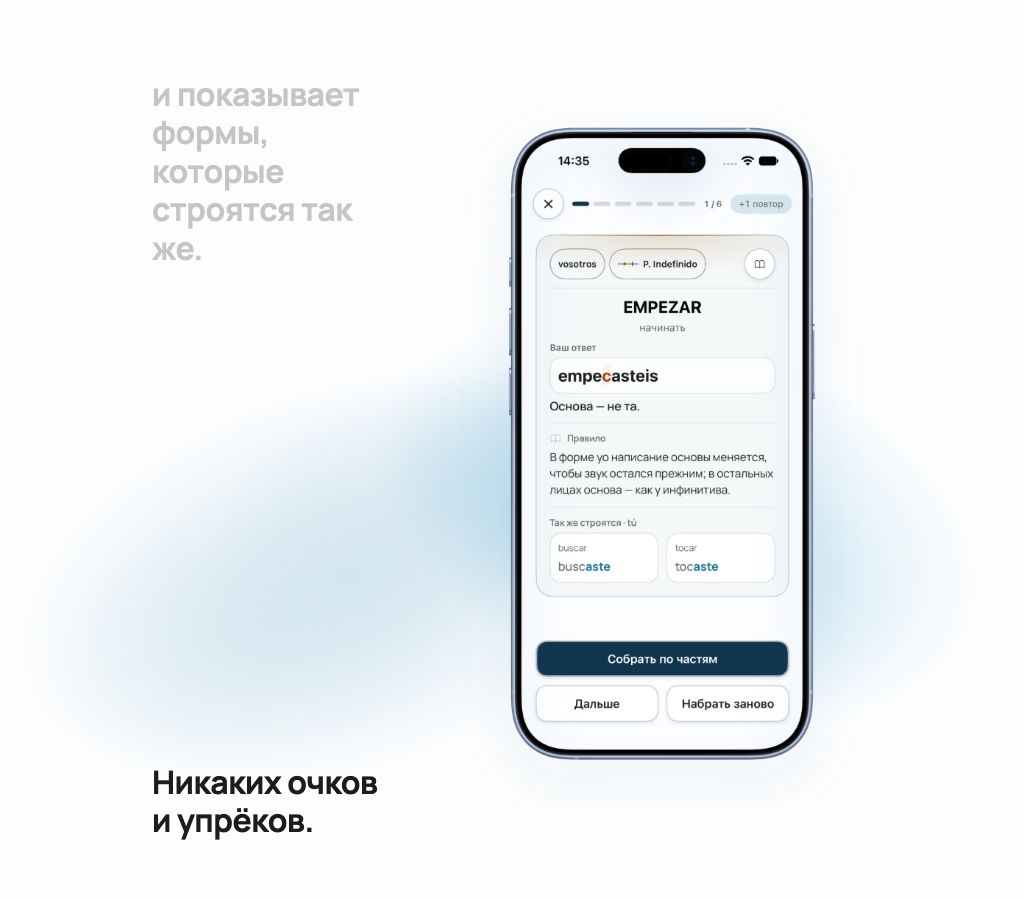 и показывает
формы,
которые
строятся так
же.
14:35
1 / 6
+1 повтор
vosotros
P. Indefinido
EMPEZAR
начинать
Ваш ответ
empecasteis
Основа — не та.
Правило
В форме yo написание основы меняется,
чтобы звук остался прежним; в остальных
лицах основа — как у инфинитива.
Так же строятся · tú
buscar
tocar
buscaste
tocaste
Собрать по частям
Дальше
Набрать заново
Никаких очков
и упрёков.